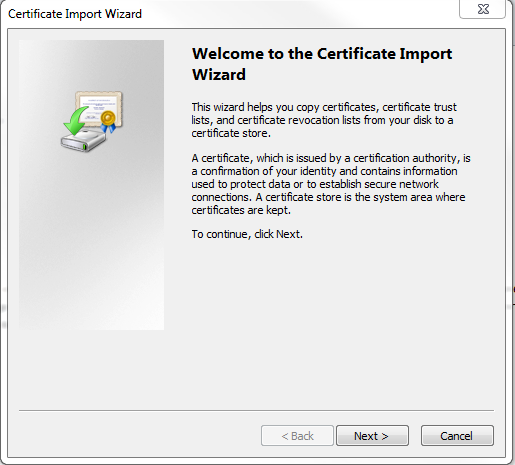 Certificate Import Wizard
Welcome to the Certificate Import
Wizard
This wizard helps you copy certificates, certificate trust
lists, and certificate revocation lists from your disk to a
certificate store.
A certificate, which is issued by a certification authority, is
a confirmation of your identity and contains information
used to protect data or to establish secure network
connections. A certificate store is the system area where
certificates are kept.
To continue, click Next.
< Back Next > Cancel